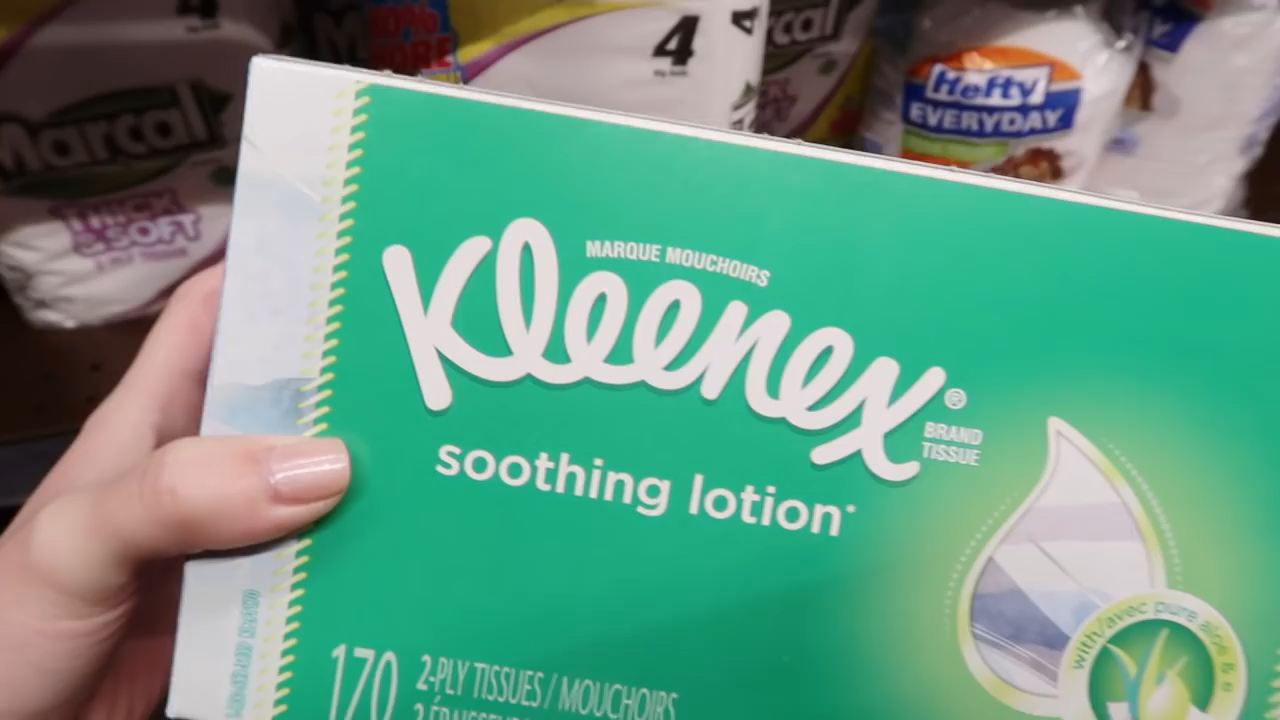 4
4
Marcal
Hefty
EVERYDAY
Marcal
THICK
& SOFT
MARQUE MOUCHOIRS
Kleenex®
BRAND
TISSUE
soothing lotion*
with/avec pure aloe &
170
2-PLY TISSUES / MOUCHOIRS